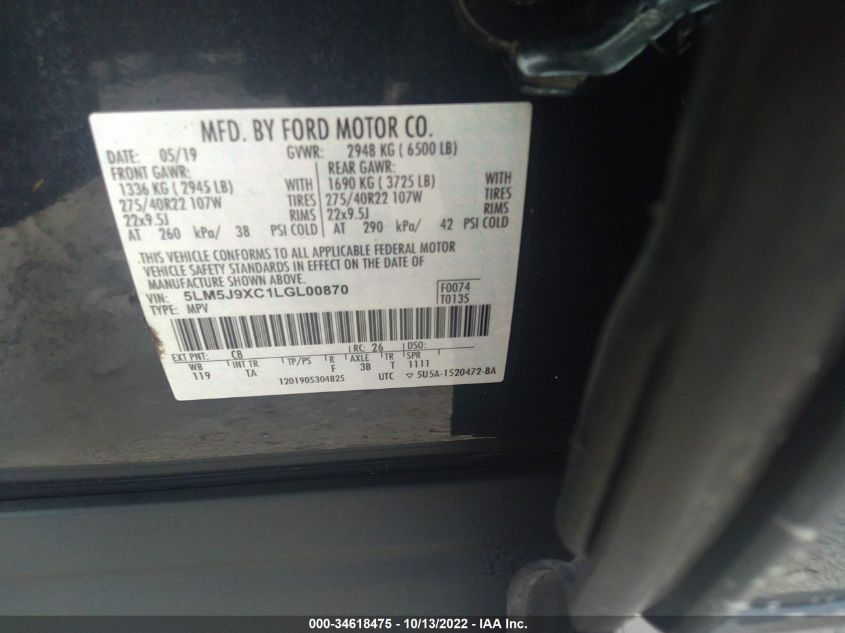 MFD. BY FORD MOTOR CO.
DATE: 05/19 GVWR: 2948 KG ( 6500 LB)
FRONT GAWR: REAR GAWR:
1336 KG ( 2945 LB) WITH 1690 KG ( 3725 LB) WITH
275/40R22 107W TIRES 275/40R22 107W TIRES
22x9.5J RIMS 22x9.5J RIMS
AT 260 kPa/ 38 PSI COLD AT 290 kPa/ 42 PSI COLD
THIS VEHICLE CONFORMS TO ALL APPLICABLE FEDERAL MOTOR
VEHICLE SAFETY STANDARDS IN EFFECT ON THE DATE OF
MANUFACTURE SHOWN ABOVE.
VIN: 5LM5J9XC1LGL00870 F0074
TYPE: MPV T0135
EXT PNT: CB RC: 26 DSO:
WB INT TR TP/PS R AXLE TR SPR
119 TA F 3B T 1111
1201905304825 UTC ▽ 5U5A-1520472-BA
000-34618475 - 10/13/2022 - IAA Inc.